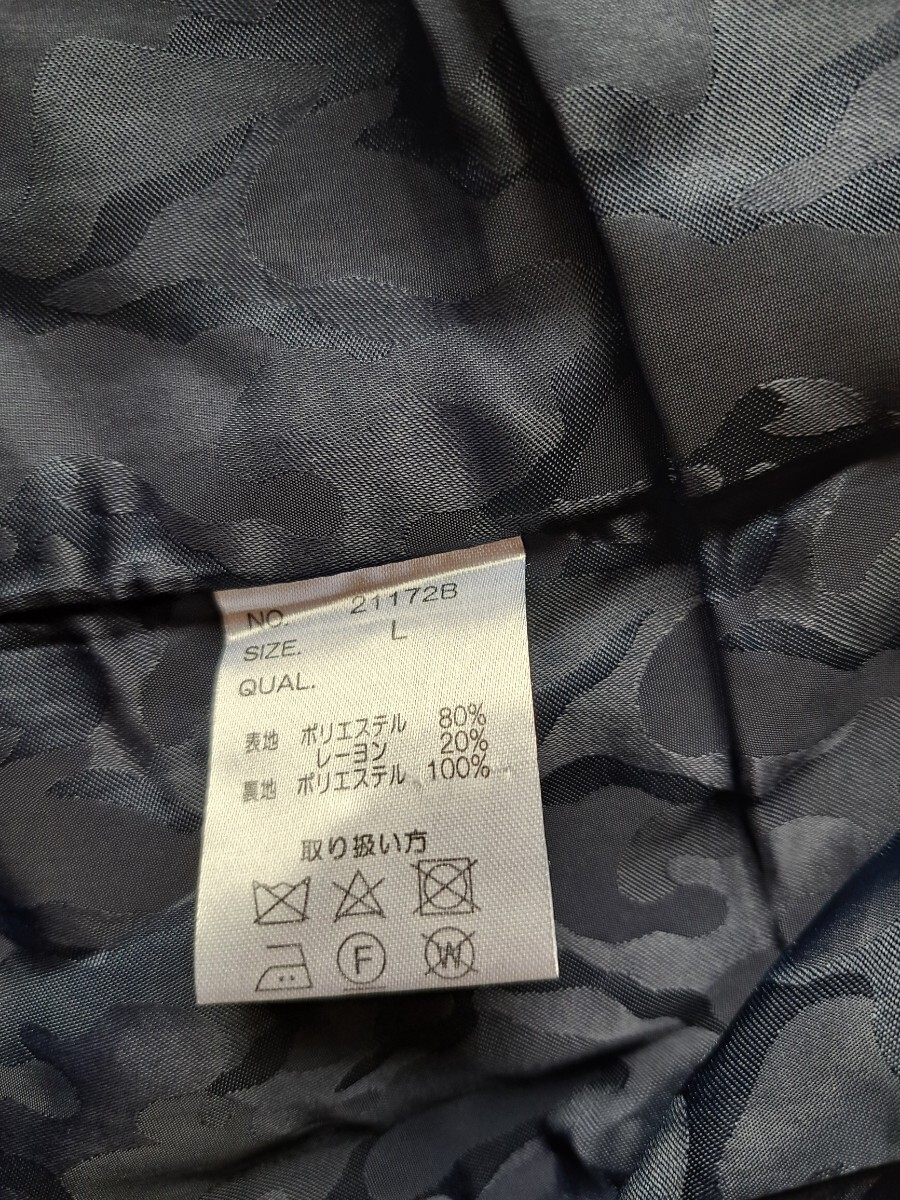 NO. 21172B
SIZE. L
QUAL.
表地 ポリエステル 80%
レーヨン 20%
裏地 ポリエステル 100%
取り扱い方
F W